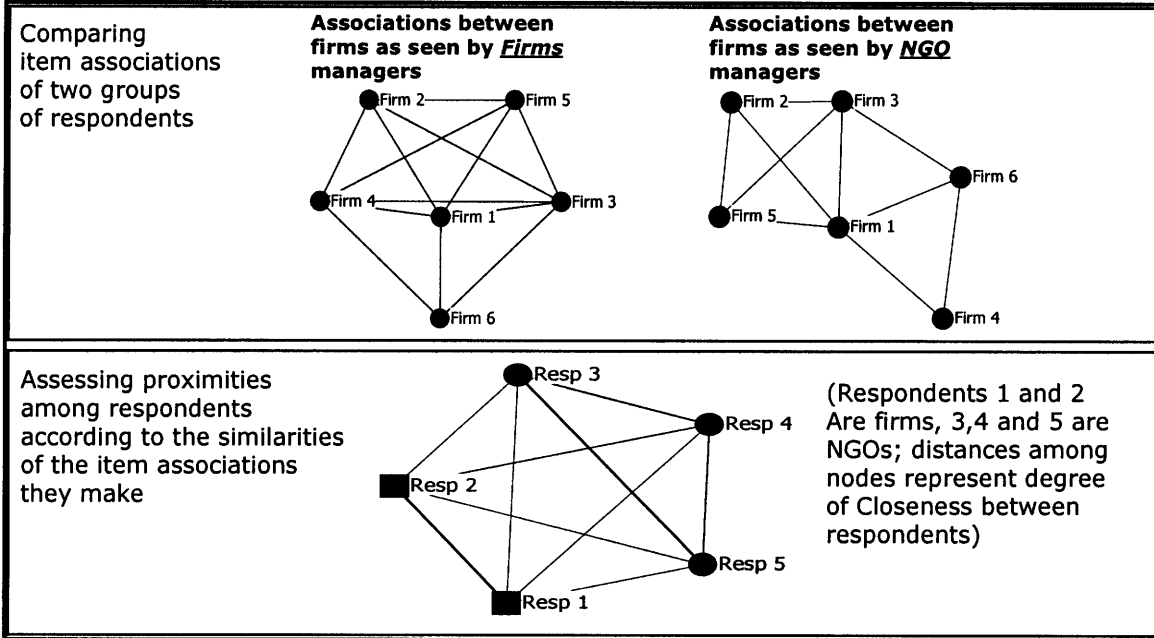 Comparing
item associations
of two groups
of respondents
Associations between
firms as seen by Firms
managers
Firm 2
Firm 5
Firm 4
Firm 1
Firm 3
Firm 6
Associations between
firms as seen by NGO
managers
Firm 2
Firm 3
Firm 6
Firm 5
Firm 1
Firm 4
Assessing proximities
among respondents
according to the similarities
of the item associations
they make
Resp 3
Resp 4
Resp 2
Resp 5
Resp 1
(Respondents 1 and 2
Are firms, 3,4 and 5 are
NGOs; distances among
nodes represent degree
of Closeness between
respondents)